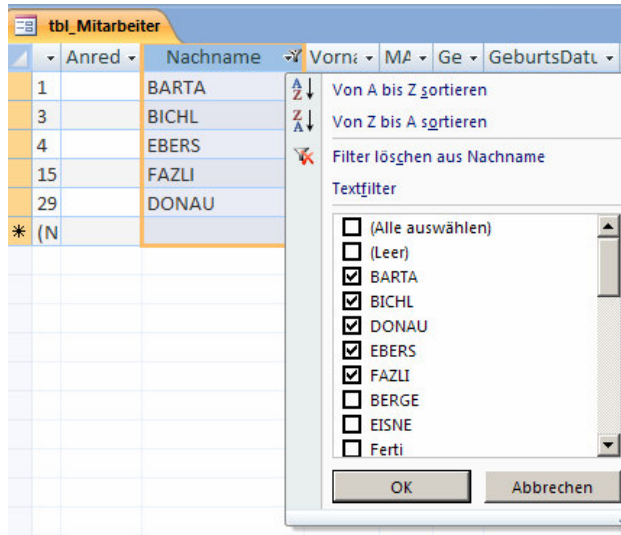 tbl_Mitarbeiter
Anred Nachname Vorna MA Ge GeburtsDatu
1 BARTA
3 BICHL
4 EBERS
15 FAZLI
29 DONAU
(N
Von A bis Z sortieren
Von Z bis A sortieren
Filter löschen aus Nachname
Textfilter
(Alle auswählen)
(Leer)
BARTA
BICHL
DONAU
EBERS
FAZLI
BERGE
EISNE
Ferti
OK Abbrechen